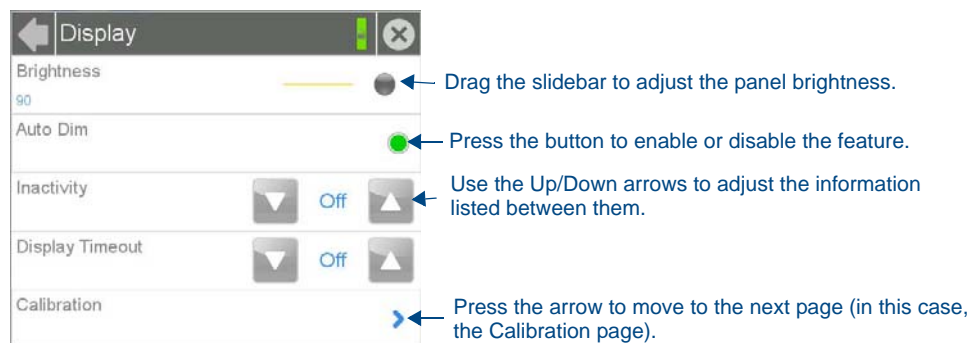 Display
Brightness
90
Drag the slidebar to adjust the panel brightness.
Auto Dim
Press the button to enable or disable the feature.
Inactivity
Off
Use the Up/Down arrows to adjust the information
listed between them.
Display Timeout
Off
Calibration
Press the arrow to move to the next page (in this case,
the Calibration page).